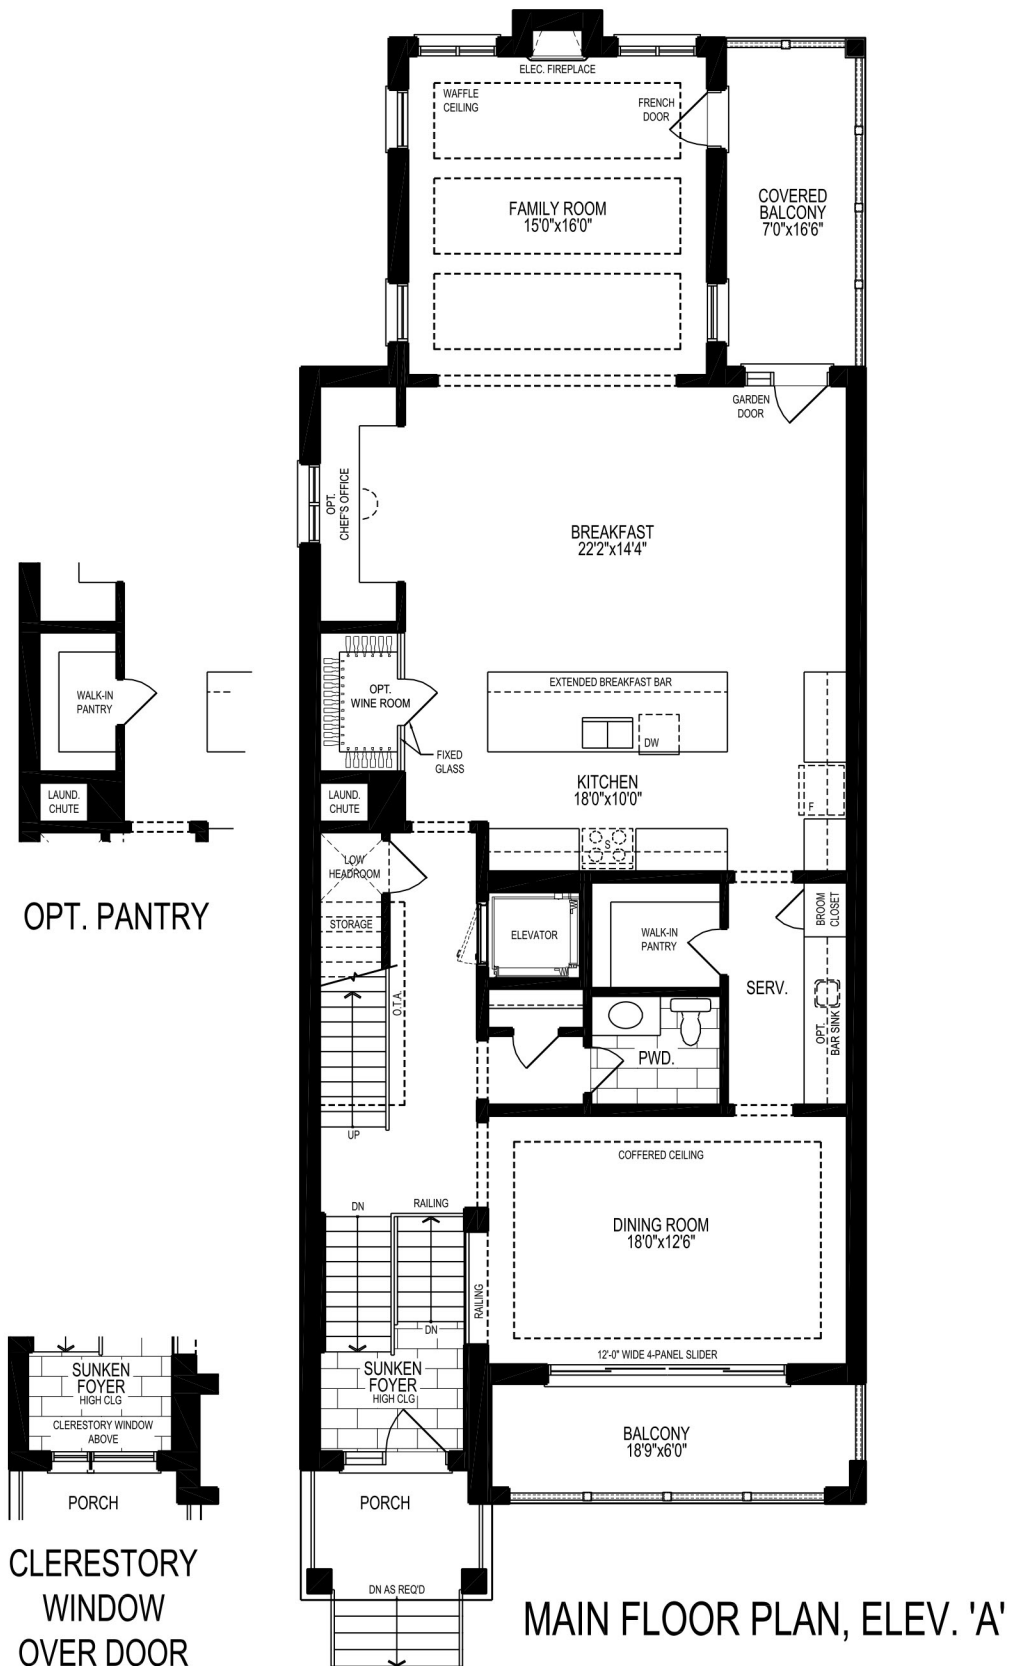 ELEC. FIREPLACE
WAFFLE
CEILING
FRENCH
DOOR
FAMILY ROOM
15'0"x16'0"
COVERED
BALCONY
7'0"x16'6"
GARDEN
DOOR
OPT.
CHEF'S OFFICE
BREAKFAST
22'2"x14'4"
OPT.
WINE ROOM
EXTENDED BREAKFAST BAR
DW
FIXED
GLASS
KITCHEN
18'0"x10'0"
F
LAUND.
CHUTE
S
LOW
HEADROOM
STORAGE
O.T.A.
ELEVATOR
WALK-IN
PANTRY
BROOM
CLOSET
SERV.
OPT.
BAR SINK
PWD.
UP
COFFERED CEILING
DN
RAILING
DINING ROOM
18'0"x12'6"
RAILING
DN
12'-0" WIDE 4-PANEL SLIDER
SUNKEN
FOYER
HIGH CLG
BALCONY
18'9"x6'0"
PORCH
DN AS REQ'D
WALK-IN
PANTRY
LAUND.
CHUTE
OPT. PANTRY
SUNKEN
FOYER
HIGH CLG
CLERESTORY WINDOW
ABOVE
PORCH
CLERESTORY
WINDOW
OVER DOOR
MAIN FLOOR PLAN, ELEV. 'A'